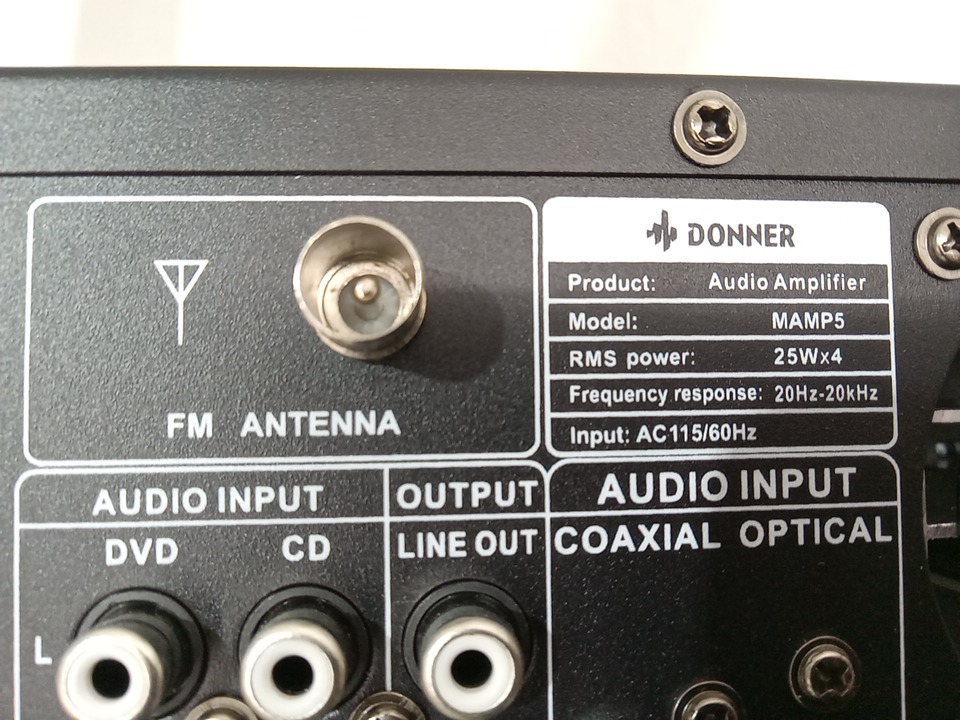 DONNER
Product: Audio Amplifier
Model: MAMP5
RMS power: 25Wx4
Frequency response: 20Hz-20kHz
Input: AC115/60Hz
FM ANTENNA
AUDIO INPUT
OUTPUT
AUDIO INPUT
DVD CD
LINE OUT
COAXIAL OPTICAL
L